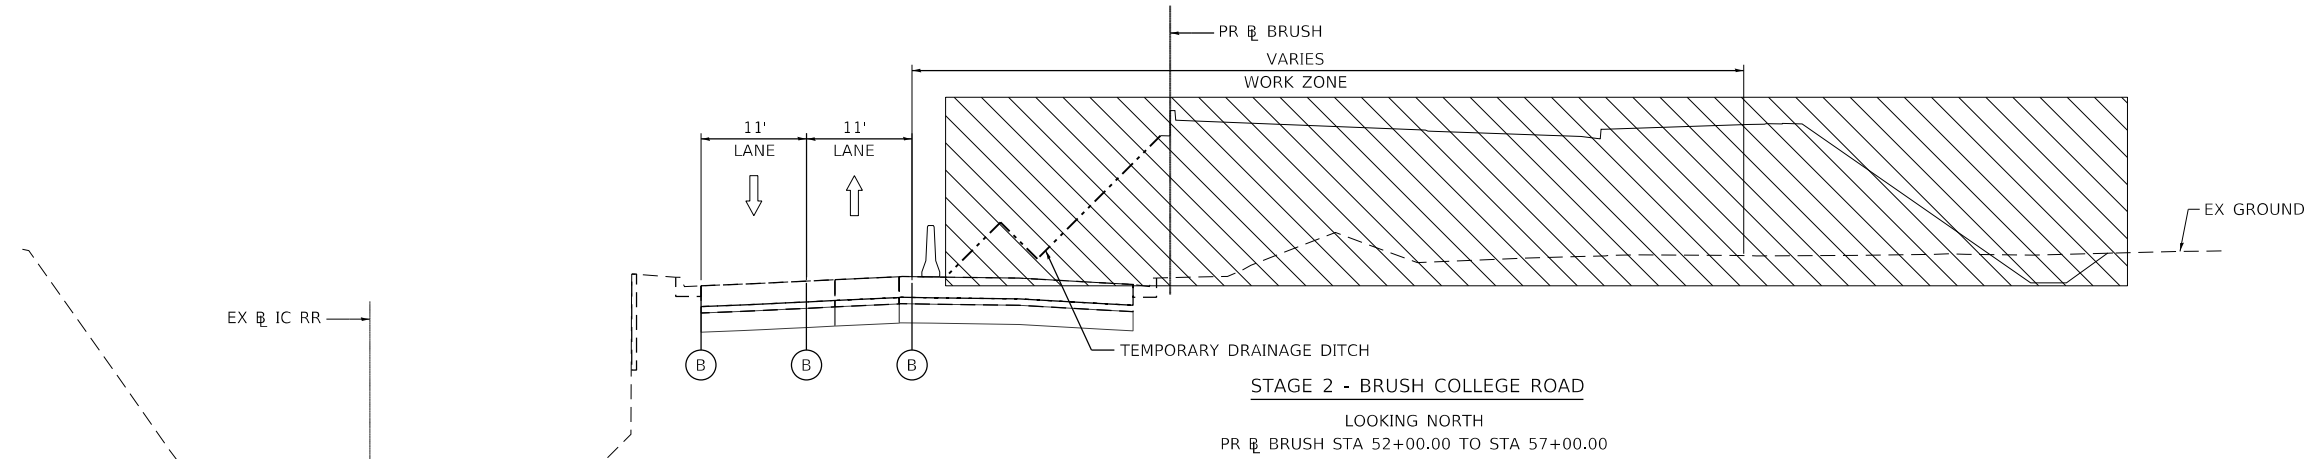 PR ⅊ BRUSH
VARIES
WORK ZONE
11'
LANE
11'
LANE
EX GROUND
EX ⅊ IC RR
TEMPORARY DRAINAGE DITCH
B
B
B
STAGE 2 - BRUSH COLLEGE ROAD
LOOKING NORTH
PR ⅊ BRUSH STA 52+00.00 TO STA 57+00.00